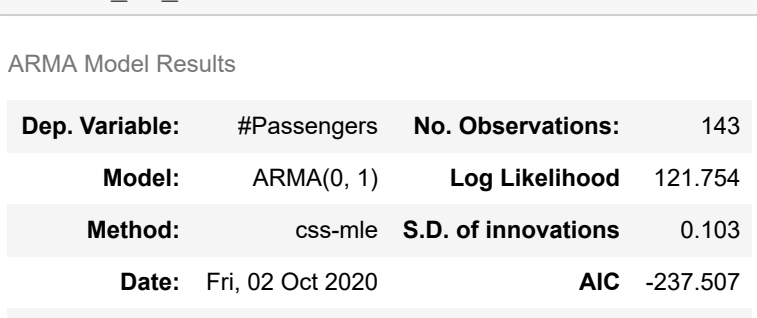 ARMA Model Results
Dep. Variable: #Passengers No. Observations: 143
Model: ARMA(0, 1) Log Likelihood 121.754
Method: css-mle S.D. of innovations 0.103
Date: Fri, 02 Oct 2020 AIC -237.507